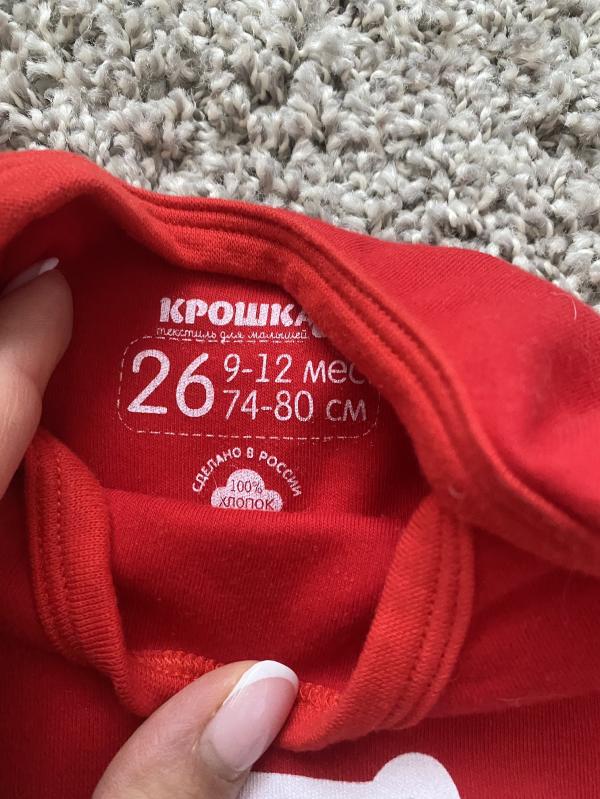 КРОШКА
текстиль для малышей
26
9-12 мес
74-80 см
СДЕЛАНО В РОССИИ
100%
ХЛОПОК